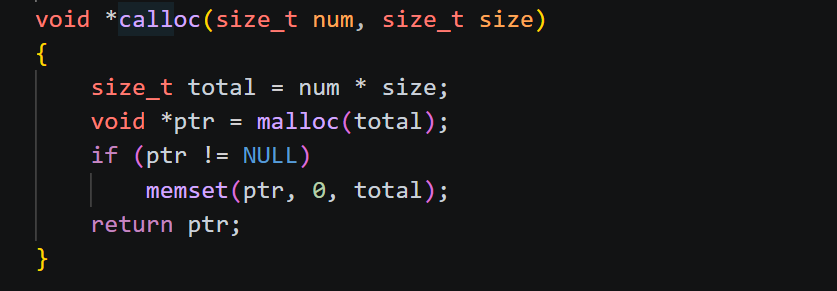 void *calloc(size_t num, size_t size)
{
    size_t total = num * size;
    void *ptr = malloc(total);
    if (ptr != NULL)
        memset(ptr, 0, total);
    return ptr;
}